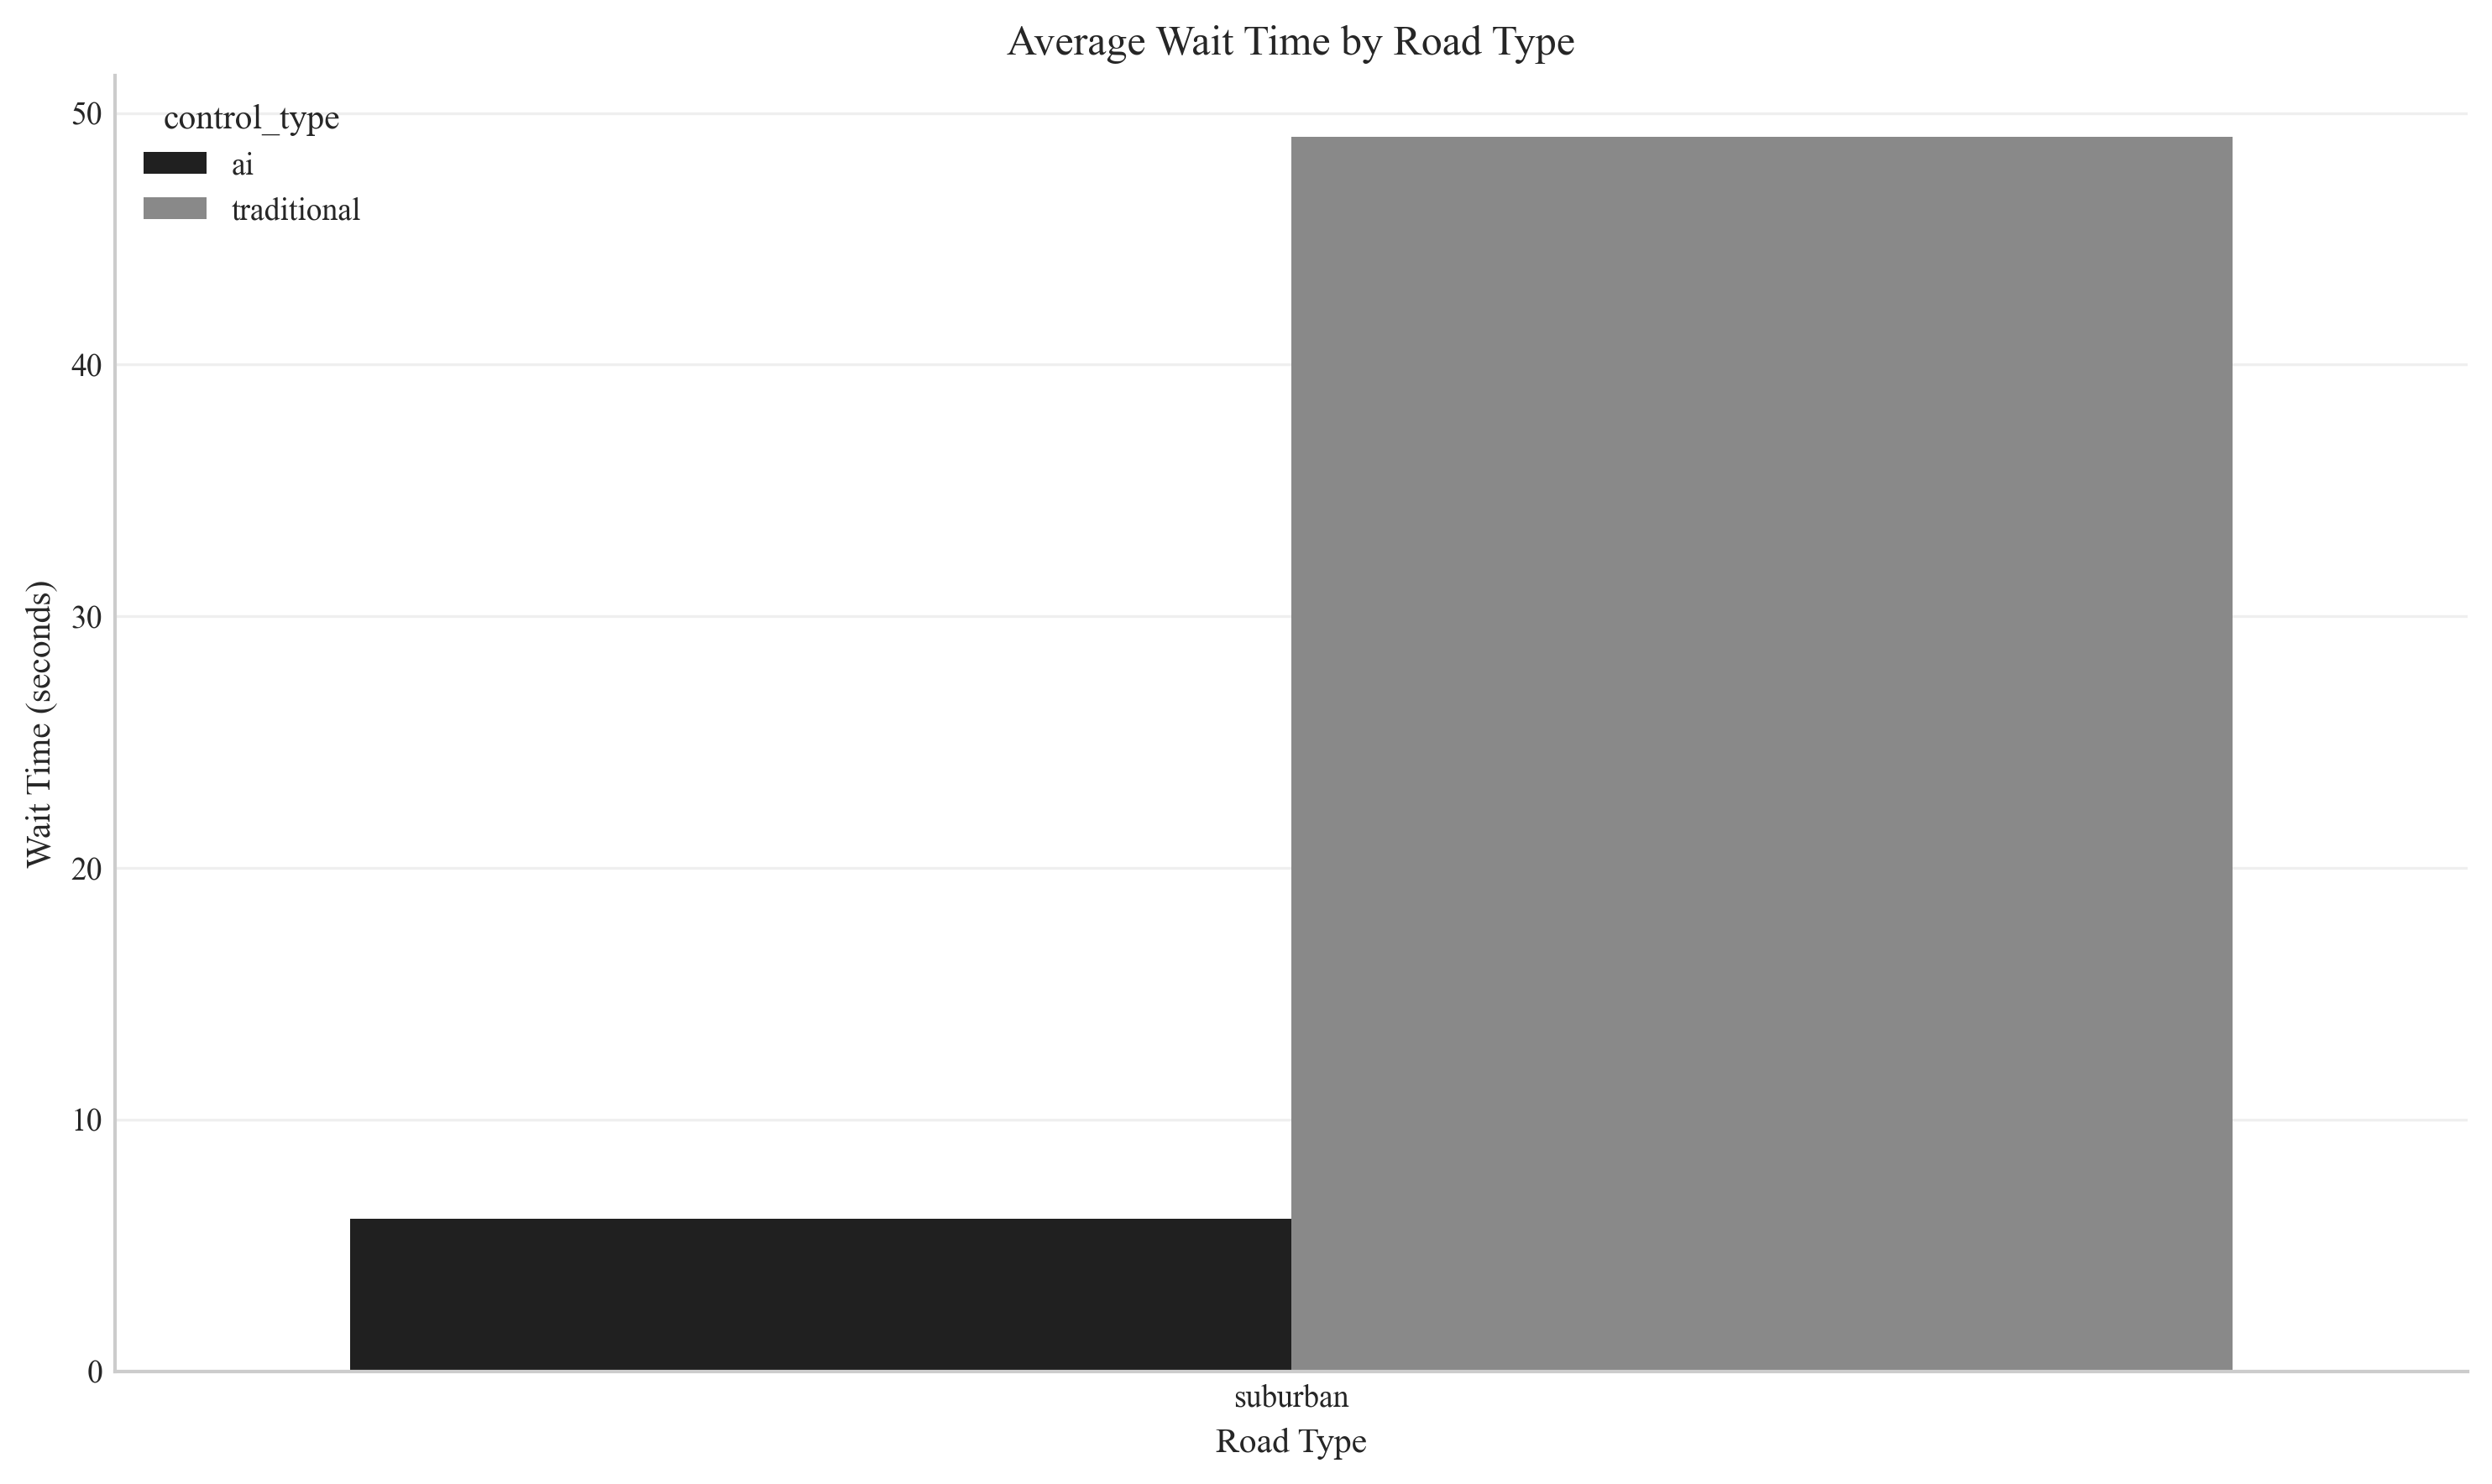 Average Wait Time by Road Type
control_type
ai
traditional
50
40
30
20
10
0
Wait Time (seconds)
suburban
Road Type